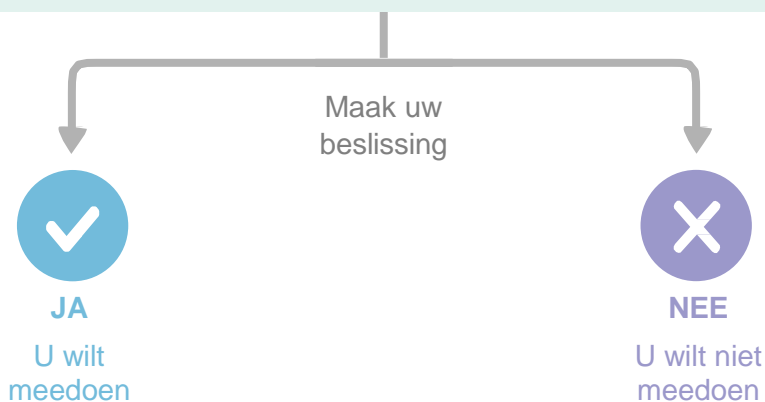 Maak uw
beslissing
JA
U wilt
meedoen
NEE
U wilt niet
meedoen